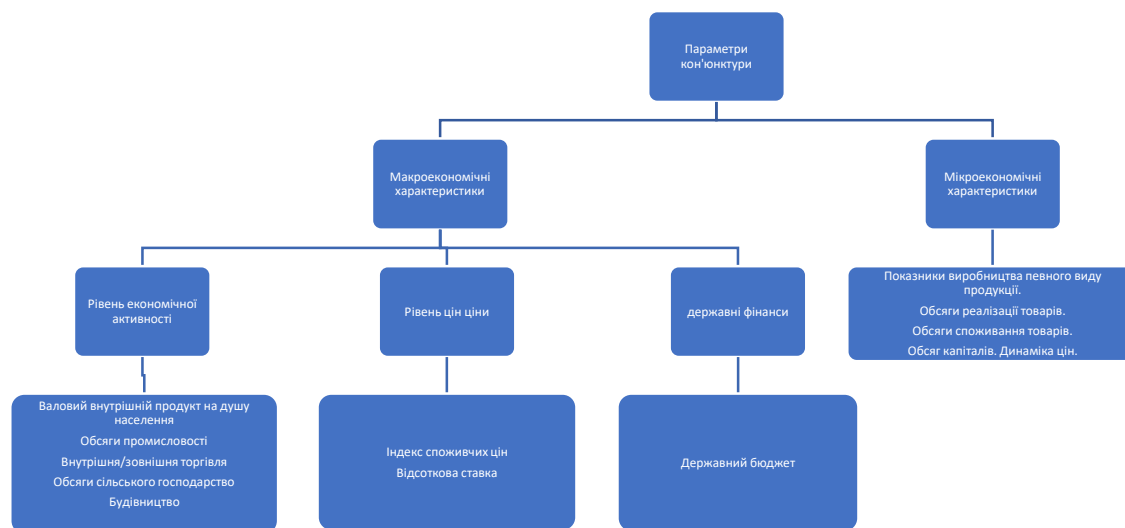 Параметри
кон'юнктури
Макроекономічні
характеристики
Мікроекономічні
характеристики
Рівень економічної
активності
Рівень цін ціни
державні фінанси
Показники виробництва певного виду
продукції.
Обсяги реалізації товарів.
Обсяги споживання товарів.
Обсяг капіталів. Динаміка цін.
Валовий внутрішній продукт на душу
населення
Обсяги промисловості
Внутрішня/зовнішня торгівля
Обсяги сільського господарство
Будівництво
Індекс споживчих цін
Відсоткова ставка
Державний бюджет